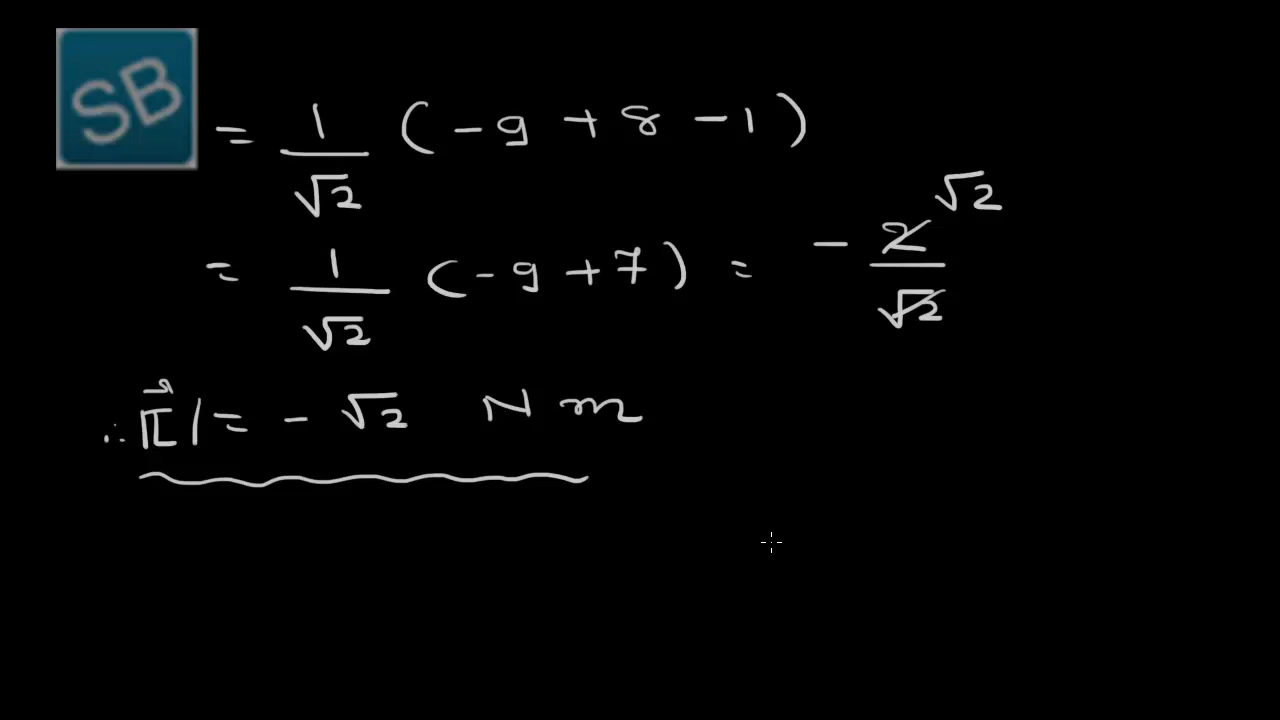 SB
= 1/√2 (-9 + 8 - 1)
= 1/√2 (-9 + 7) = - 2/√2 √2
∴ |τ⃗| = - √2 N m